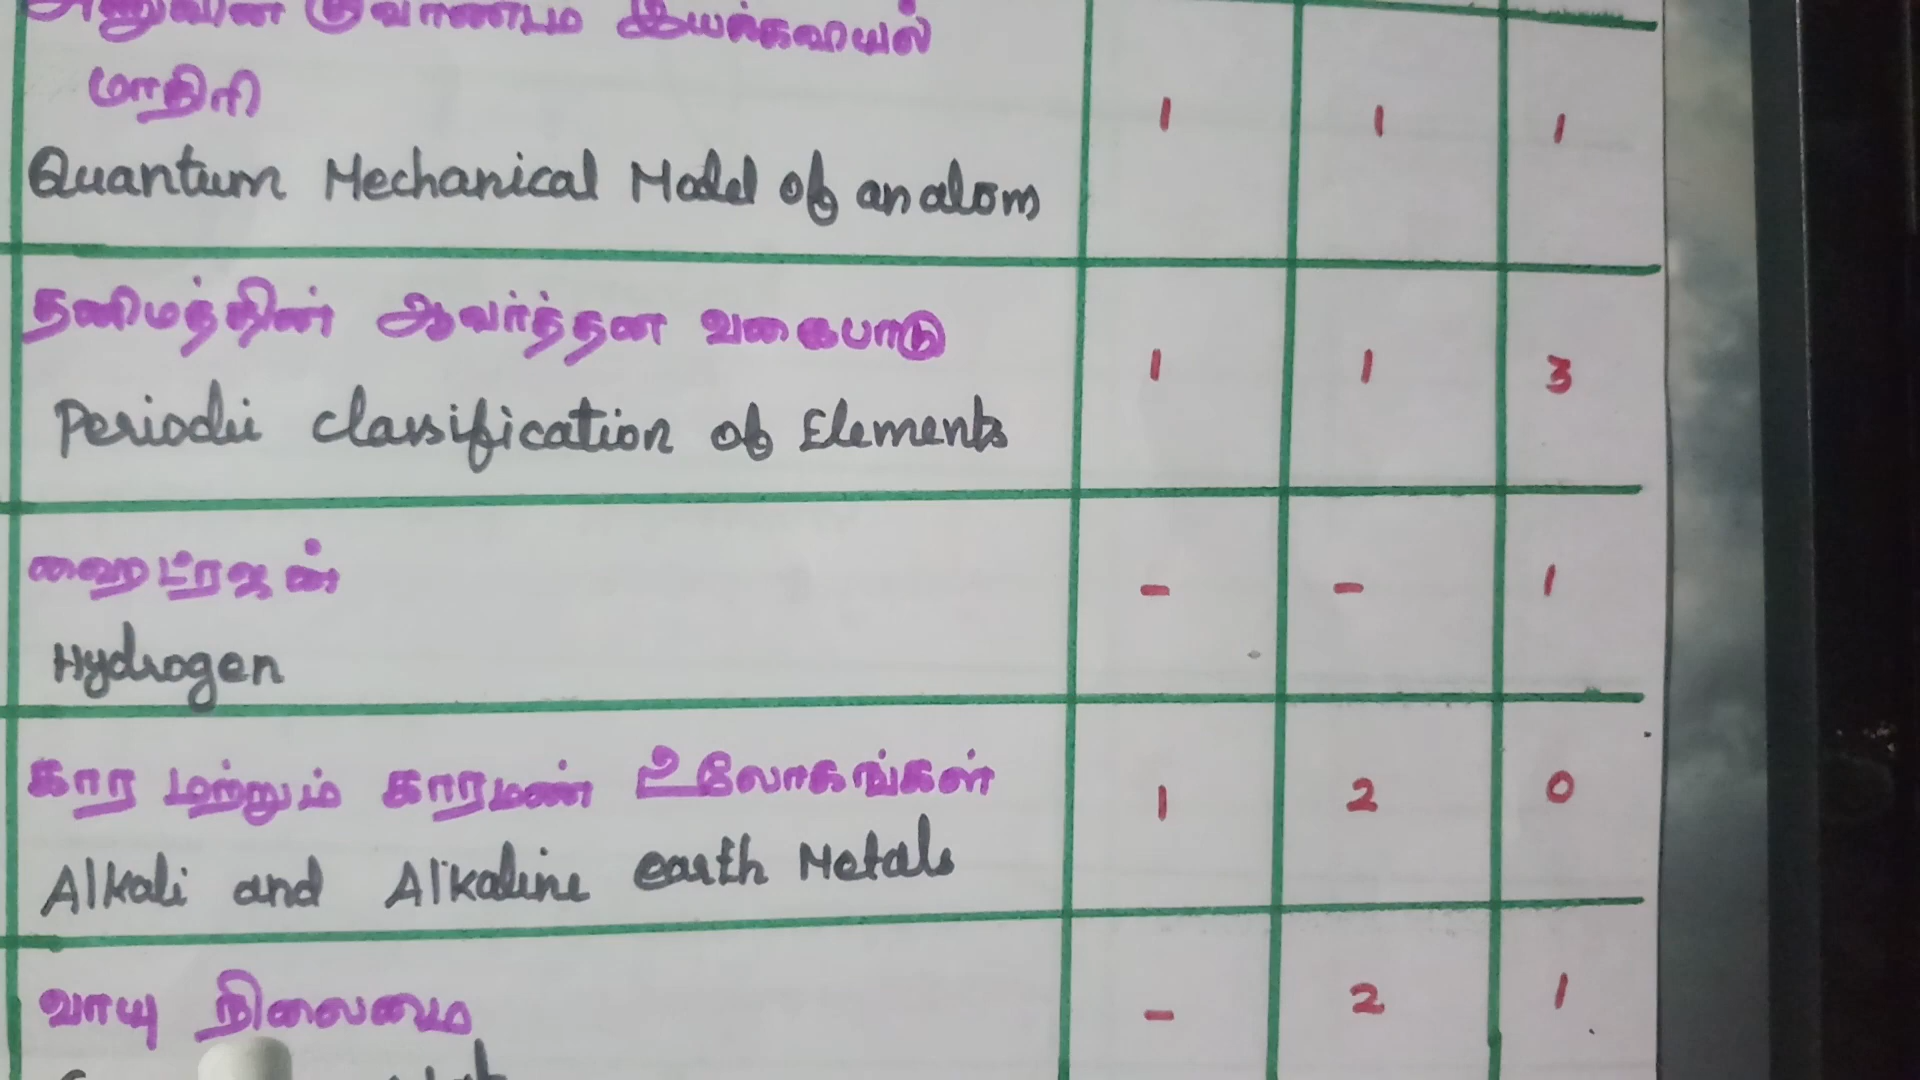 அணுவின் குவாண்டம் இயக்கவியல்
மாதிரி 1 1 1
Quantum Mechanical Model of an atom
தனிமத்தின் ஆவர்த்தன வகைபாடு
1 1 3
Periodic classification of Elements
ஹைட்ரஜன்
- - 1
Hydrogen
கார மற்றும் காரமண் உலோகங்கள்
1 2 0
Alkali and Alkaline earth Metals
வாயு நிலைமை - 2 1